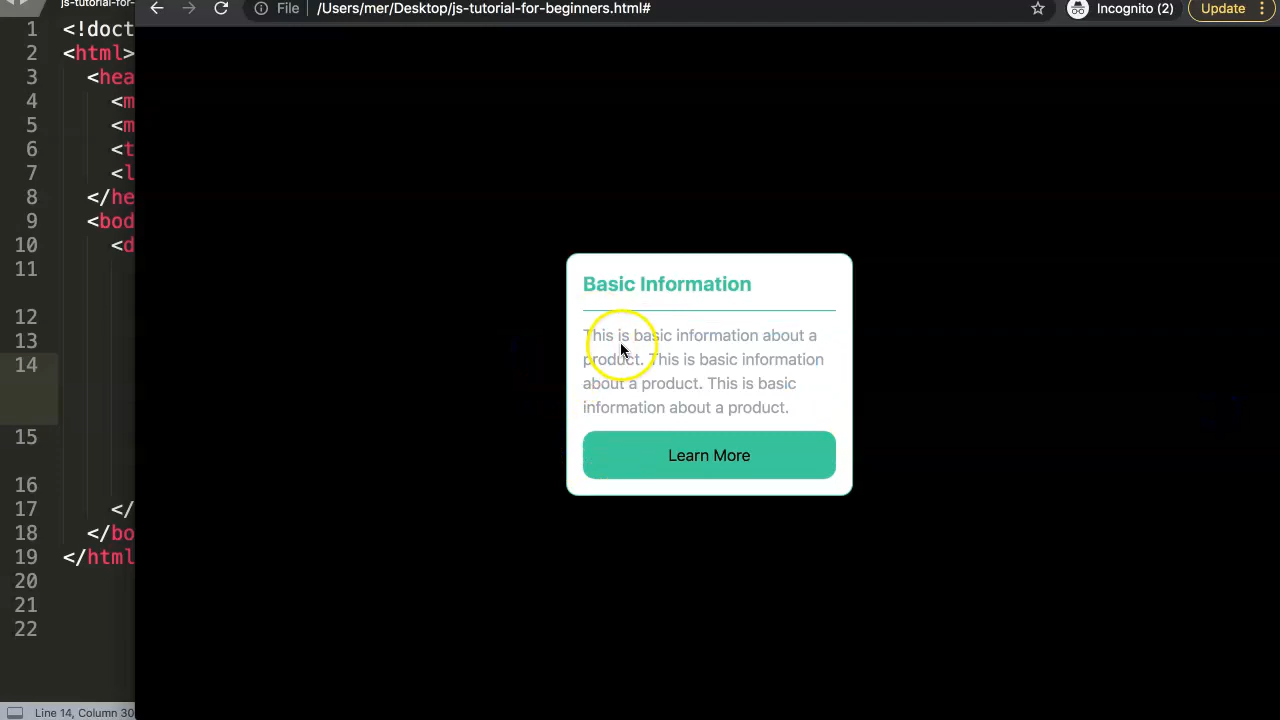 js-tutorial-for-
File
/Users/mer/Desktop/js-tutorial-for-beginners.html#
Incognito (2)
Update
1 <!doct
2 <html>
3 <hea
4 <m
5 <m
6 <t
7 <l
8 </he
9 <bod
10 <d
11
12
13
14
15
16
17 </
18 </bo
19 </html
20
21
22
Basic Information
This is basic information about a
product. This is basic information
about a product. This is basic
information about a product.
Learn More
Line 14, Column 30